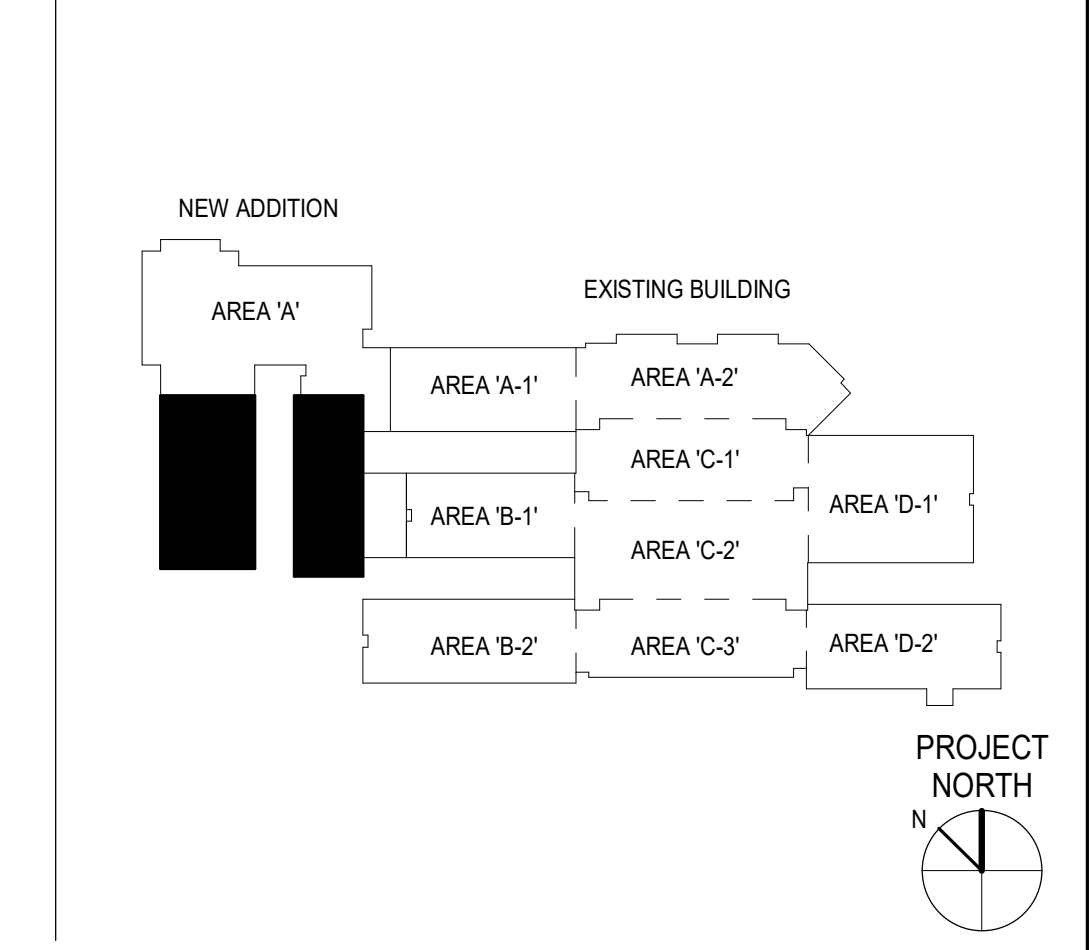 NEW ADDITION
AREA 'A'
EXISTING BUILDING
AREA 'A-1'
AREA 'A-2'
AREA 'C-1'
AREA 'B-1'
AREA 'D-1'
AREA 'C-2'
AREA 'B-2'
AREA 'C-3'
AREA 'D-2'
PROJECT
NORTH
N